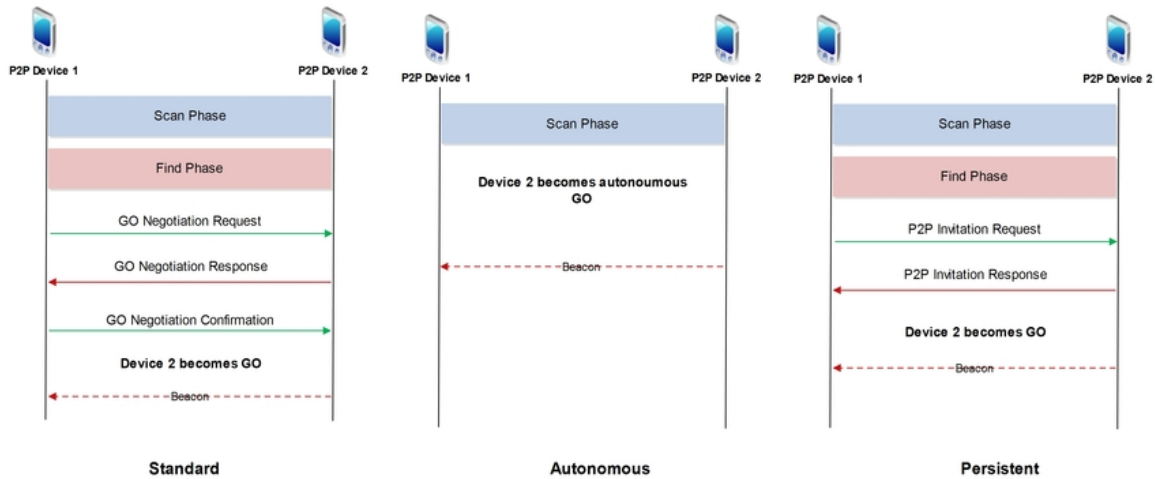 P2P Device 1
P2P Device 2
Scan Phase
Find Phase
GO Negotiation Request
GO Negotiation Response
GO Negotiation Confirmation
Device 2 becomes GO
Beacon
Standard
P2P Device 1
P2P Device 2
Scan Phase
Device 2 becomes autonoumous
GO
Beacon
Autonomous
P2P Device 1
P2P Device 2
Scan Phase
Find Phase
P2P Invitation Request
P2P Invitation Response
Device 2 becomes GO
Beacon
Persistent